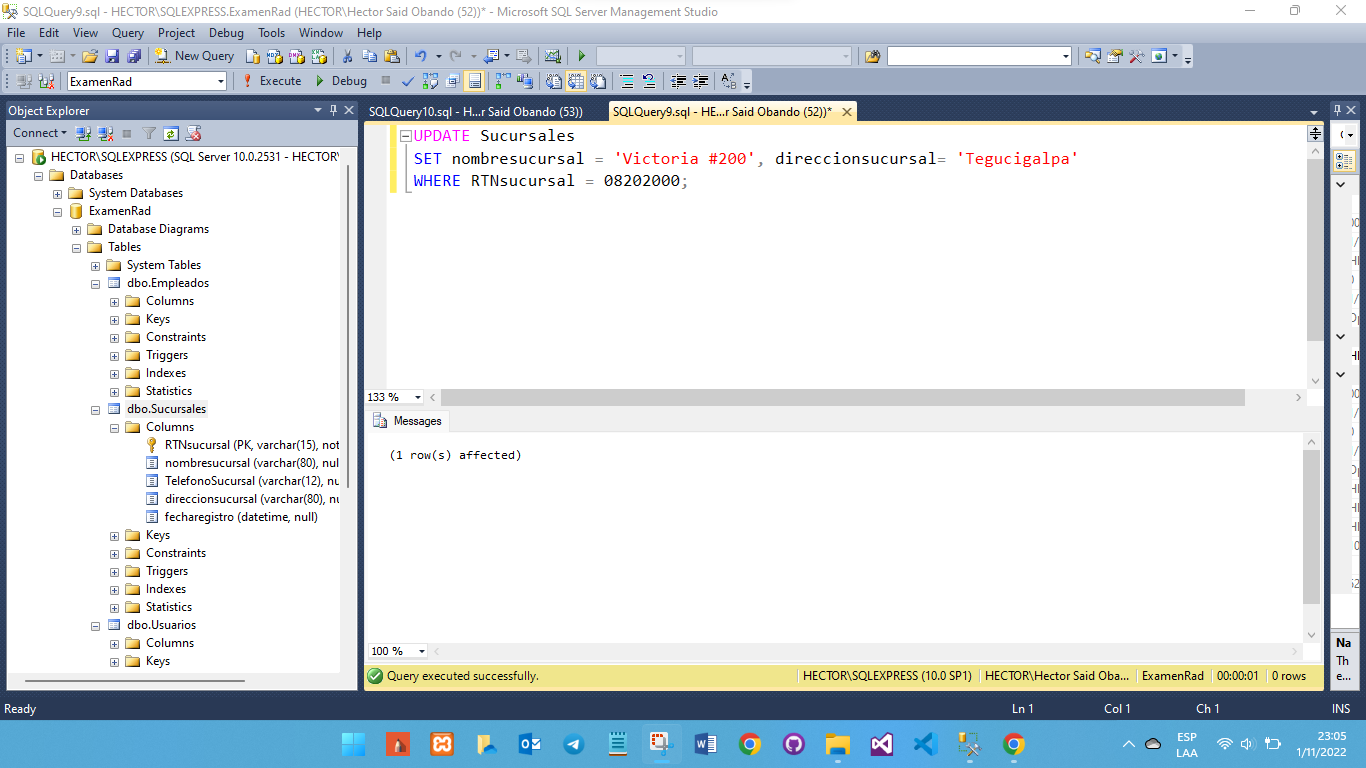 SQLQuery9.sql - HECTOR\SQLEXPRESS.ExamenRad (HECTOR\Hector Said Obando (52))* - Microsoft SQL Server Management Studio
File Edit View Query Project Debug Tools Window Help
New Query
ExamenRad Execute Debug
Object Explorer
Connect
HECTOR\SQLEXPRESS (SQL Server 10.0.2531 - HECTOR\
Databases
System Databases
ExamenRad
Database Diagrams
Tables
System Tables
dbo.Empleados
Columns
Keys
Constraints
Triggers
Indexes
Statistics
dbo.Sucursales
Columns
RTNsucursal (PK, varchar(15), not
nombresucursal (varchar(80), nul
TelefonoSucursal (varchar(12), nu
direccionsucursal (varchar(80), nu
fecharegistro (datetime, null)
Keys
Constraints
Triggers
Indexes
Statistics
dbo.Usuarios
Columns
Keys
SQLQuery10.sql - H...r Said Obando (53)) SQLQuery9.sql - HE...r Said Obando (52))*
UPDATE Sucursales
SET nombresucursal = 'Victoria #200', direccionsucursal= 'Tegucigalpa'
WHERE RTNsucursal = 08202000;
133 %
Messages
(1 row(s) affected)
100 %
Query executed successfully. HECTOR\SQLEXPRESS (10.0 SP1) HECTOR\Hector Said Oba... ExamenRad 00:00:01 0 rows
Na
Th
e...
Ready Ln 1 Col 1 Ch 1 INS
ESP
LAA
23:05
1/11/2022